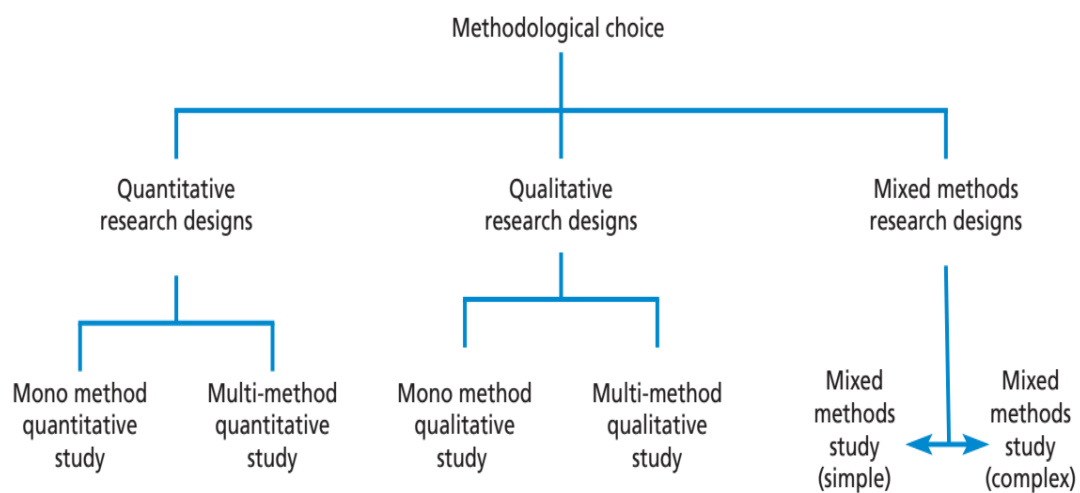 Methodological choice
Quantitative
research designs
Qualitative
research designs
Mixed methods
research designs
Mono method
quantitative
study
Multi-method
quantitative
study
Mono method
qualitative
study
Multi-method
qualitative
study
Mixed
methods
study
(simple)
Mixed
methods
study
(complex)